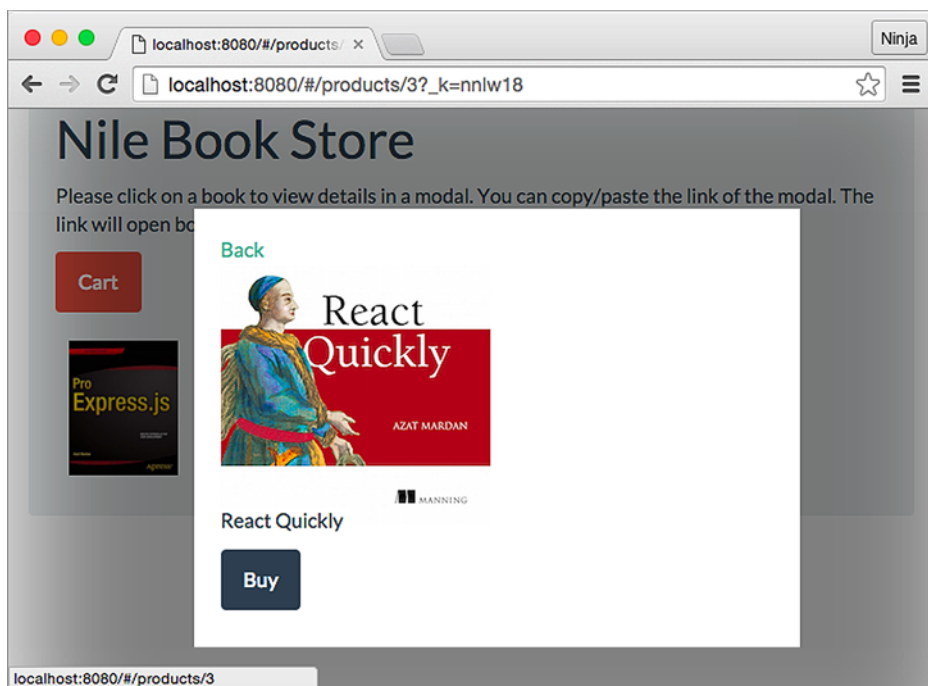 localhost:8080/#/products/
Ninja
localhost:8080/#/products/3?_k=nnlw18
Nile Book Store
Please click on a book to view details in a modal. You can copy/paste the link of the modal. The
link will open bo
Back
Cart
React
Quickly
Pro
Express.js
AZAT MARDAN
Apress
MANNING
React Quickly
Buy
localhost:8080/#/products/3